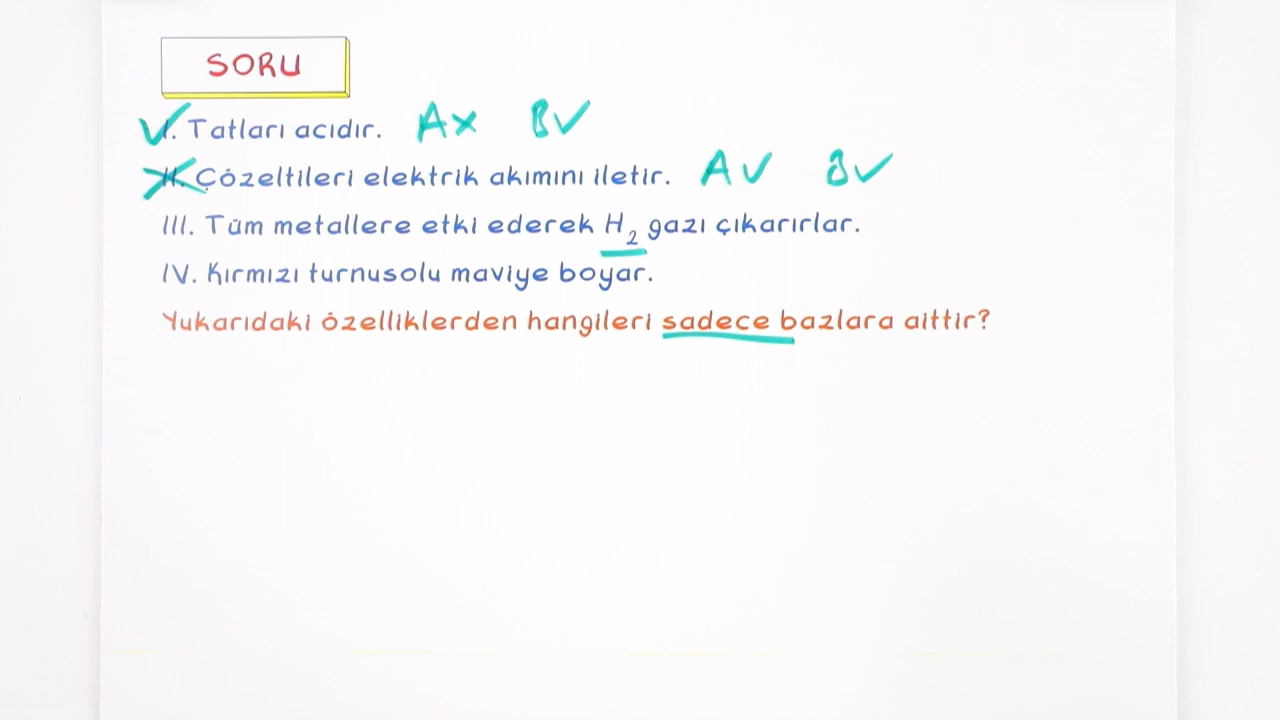 SORU
I. Tatları acıdır. A× B✓
II. Çözeltileri elektrik akımını iletir. A✓ B✓
III. Tüm metallere etki ederek H₂ gazı çıkarırlar.
IV. Kırmızı turnusolu maviye boyar.
Yukarıdaki özelliklerden hangileri sadece bazlara aittir?